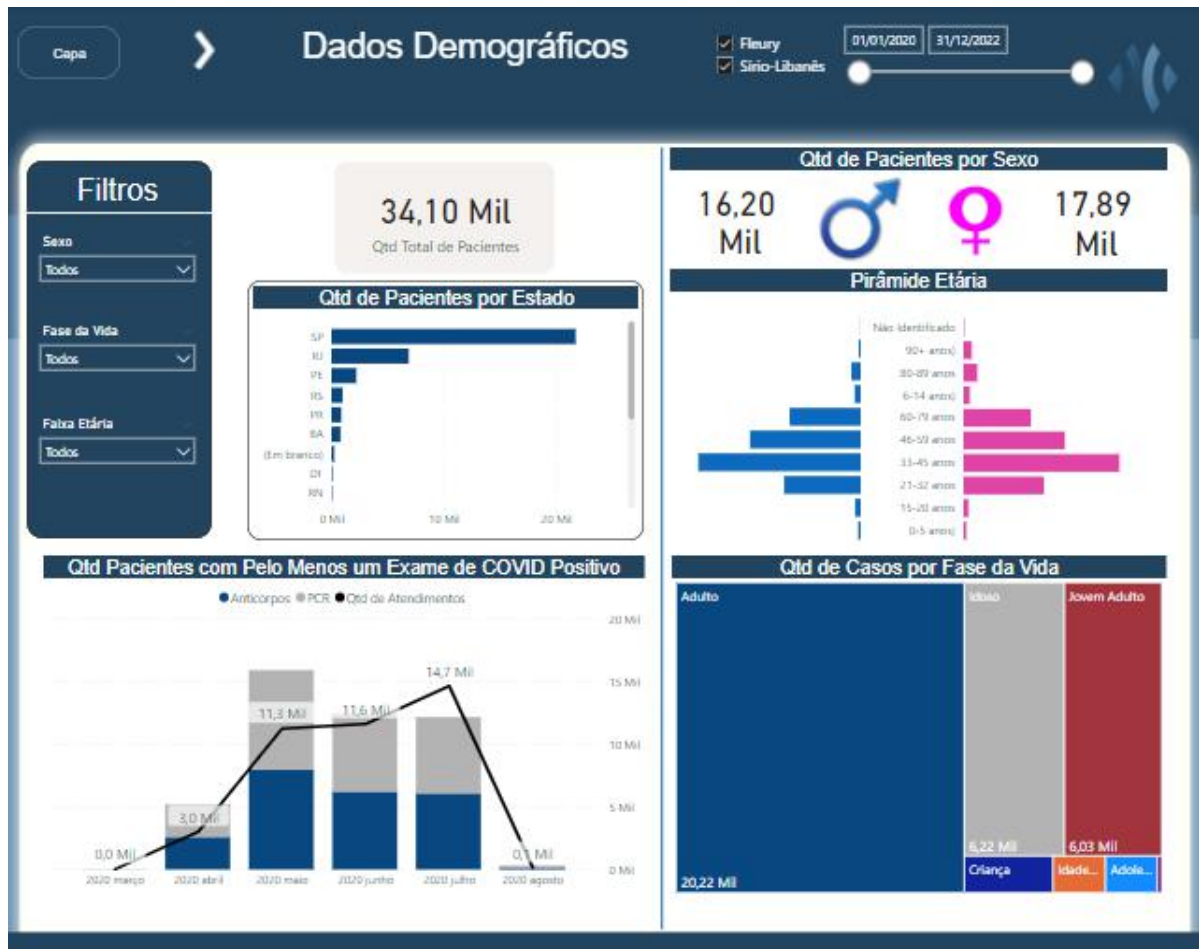 Capa
❯
Dados Demográficos
Fleury
Sírio-Libanês
01/01/2020
31/12/2022
Filtros
Sexo
Todos
Fase da Vida
Todos
Faixa Etária
Todos
34,10 Mil
Qtd Total de Pacientes
Qtd de Pacientes por Estado
SP
RJ
PE
RS
PR
BA
(Em branco)
DF
RN
0 Mil
10 Mil
20 Mil
Qtd de Pacientes por Sexo
16,20
Mil
17,89
Mil
Pirâmide Etária
Não Identificado
90+ anos)
80-89 anos
6-14 anos)
60-79 anos
46-59 anos
33-45 anos
21-32 anos
15-20 anos
0-5 anos)
Qtd Pacientes com Pelo Menos um Exame de COVID Positivo
Anticorpos
PCR
Qtd de Atendimentos
20 Mil
15 Mil
10 Mil
5 Mil
0 Mil
0,0 Mil
3,0 Mil
11,3 Mil
11,6 Mil
14,7 Mil
0,1 Mil
2020 março
2020 abril
2020 maio
2020 junho
2020 julho
2020 agosto
Qtd de Casos por Fase da Vida
Adulto
20,22 Mil
Idoso
6,22 Mil
Jovem Adulto
6,03 Mil
Criança
Idade...
Adole...